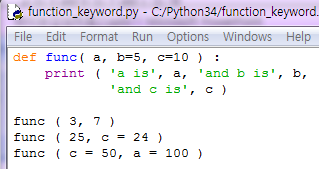 function_keyword.py - C:/Python34/function_keyword.
File Edit Format Run Options Windows Help
def func( a, b=5, c=10 ) :
    print ( 'a is', a, 'and b is', b,
            'and c is', c )
func ( 3, 7 )
func ( 25, c = 24 )
func ( c = 50, a = 100 )